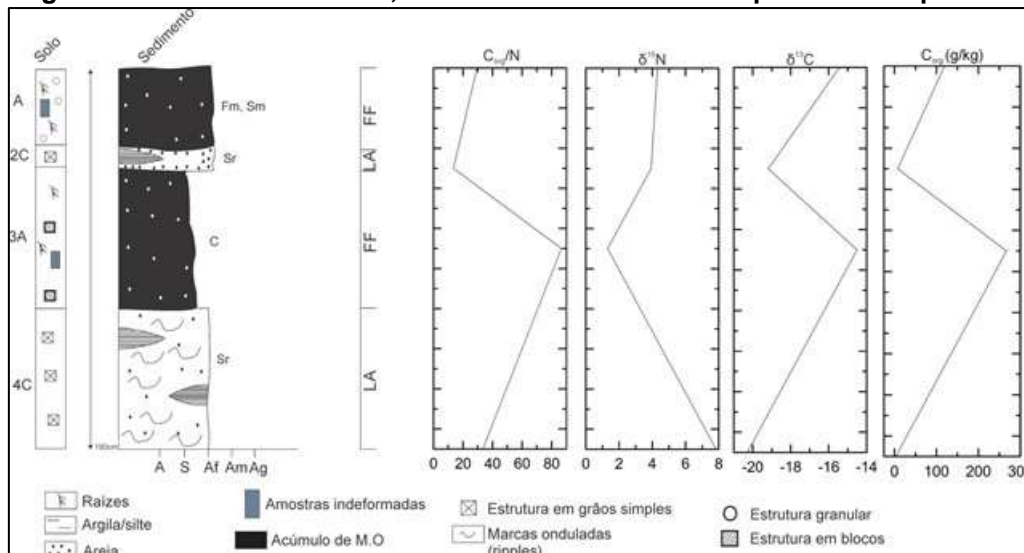 Solo
Sedimento
A
2C
3A
4C
Fm, Sm
Sr
C
Sr
FF
LA
FF
LA
A S Af Am Ag
Corg/N
δ¹⁵N
δ¹³C
Corg (g/kg)
0 20 40 60 80
0 2 4 6 8
-20 -18 -16 -14
0 100 200 300
Raízes
Argila/silte
Areia
Amostras indeformadas
Acúmulo de M.O
Estrutura em grãos simples
Marcas onduladas
(ripples)
Estrutura granular
Estrutura em blocos